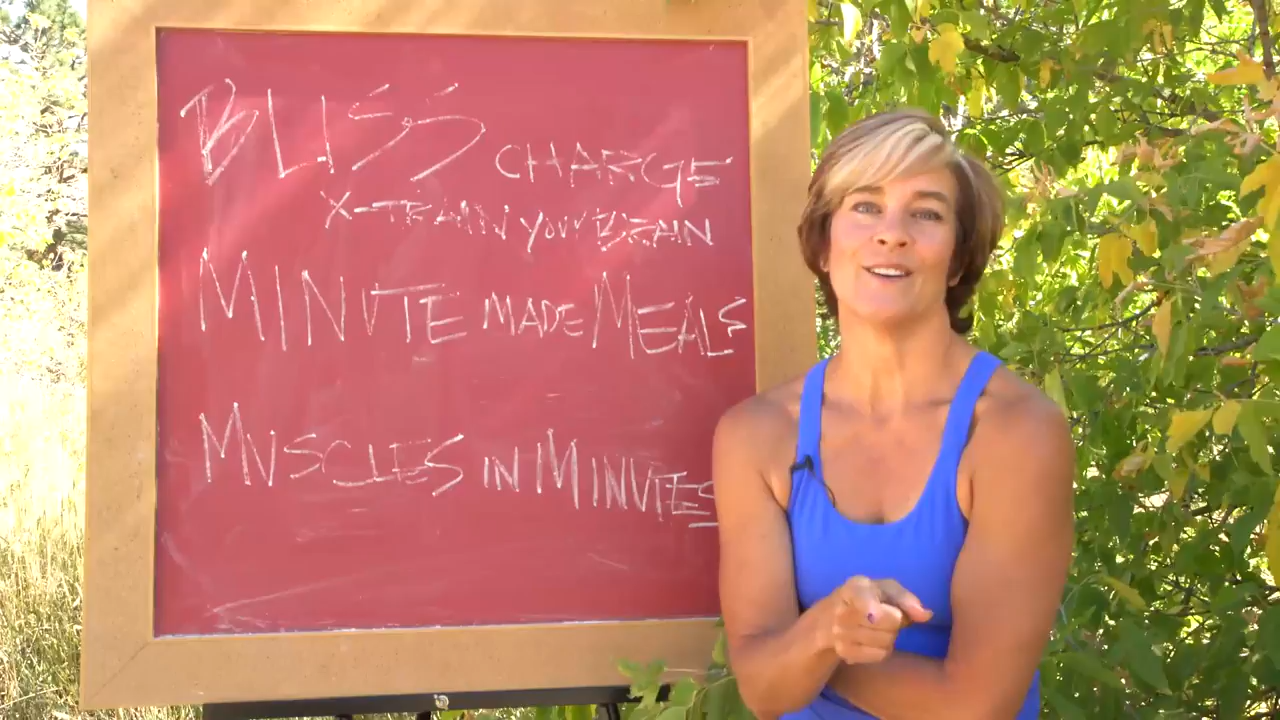 BLISS CHARGE
X-TRAIN YOUR BRAIN
MINUTE MADE MEALS
MUSCLES IN MINUTES